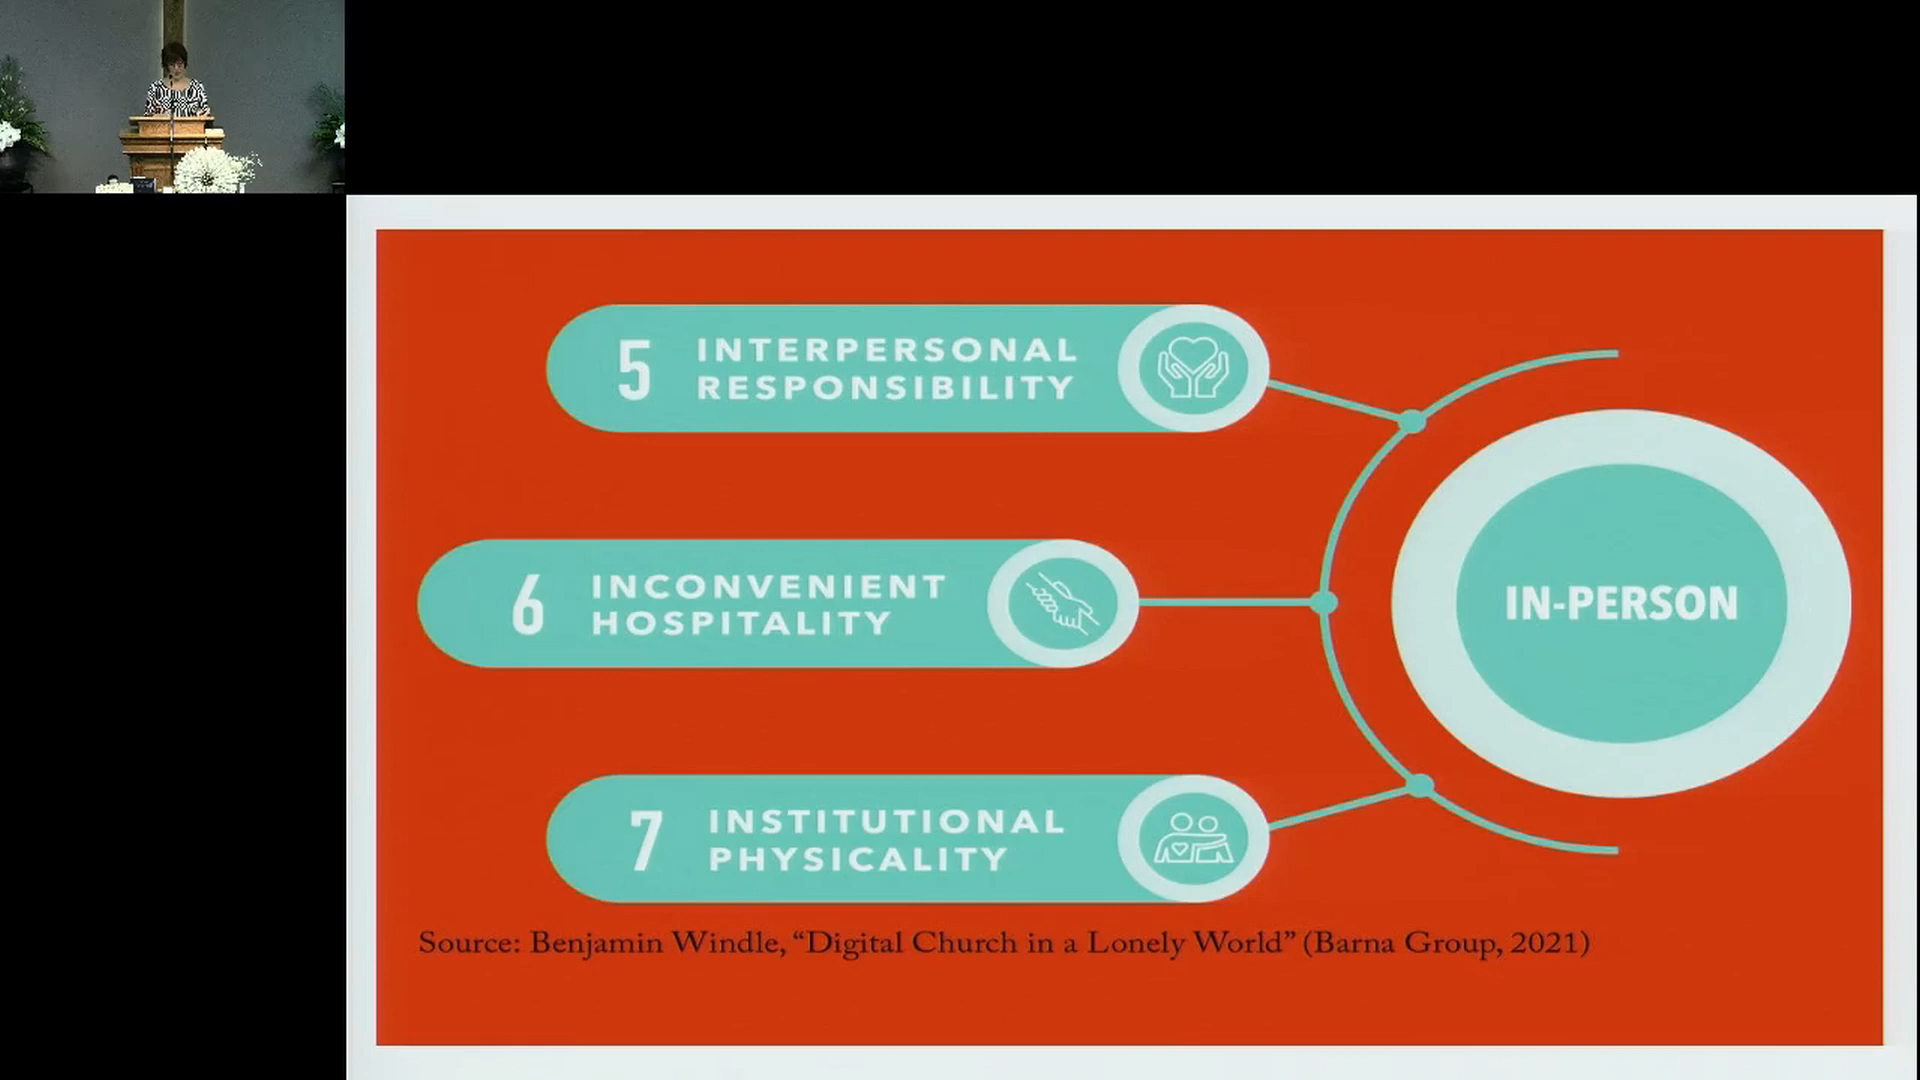 5 INTERPERSONAL
RESPONSIBILITY
6 INCONVENIENT
HOSPITALITY
7 INSTITUTIONAL
PHYSICALITY
IN-PERSON
Source: Benjamin Windle, “Digital Church in a Lonely World” (Barna Group, 2021)